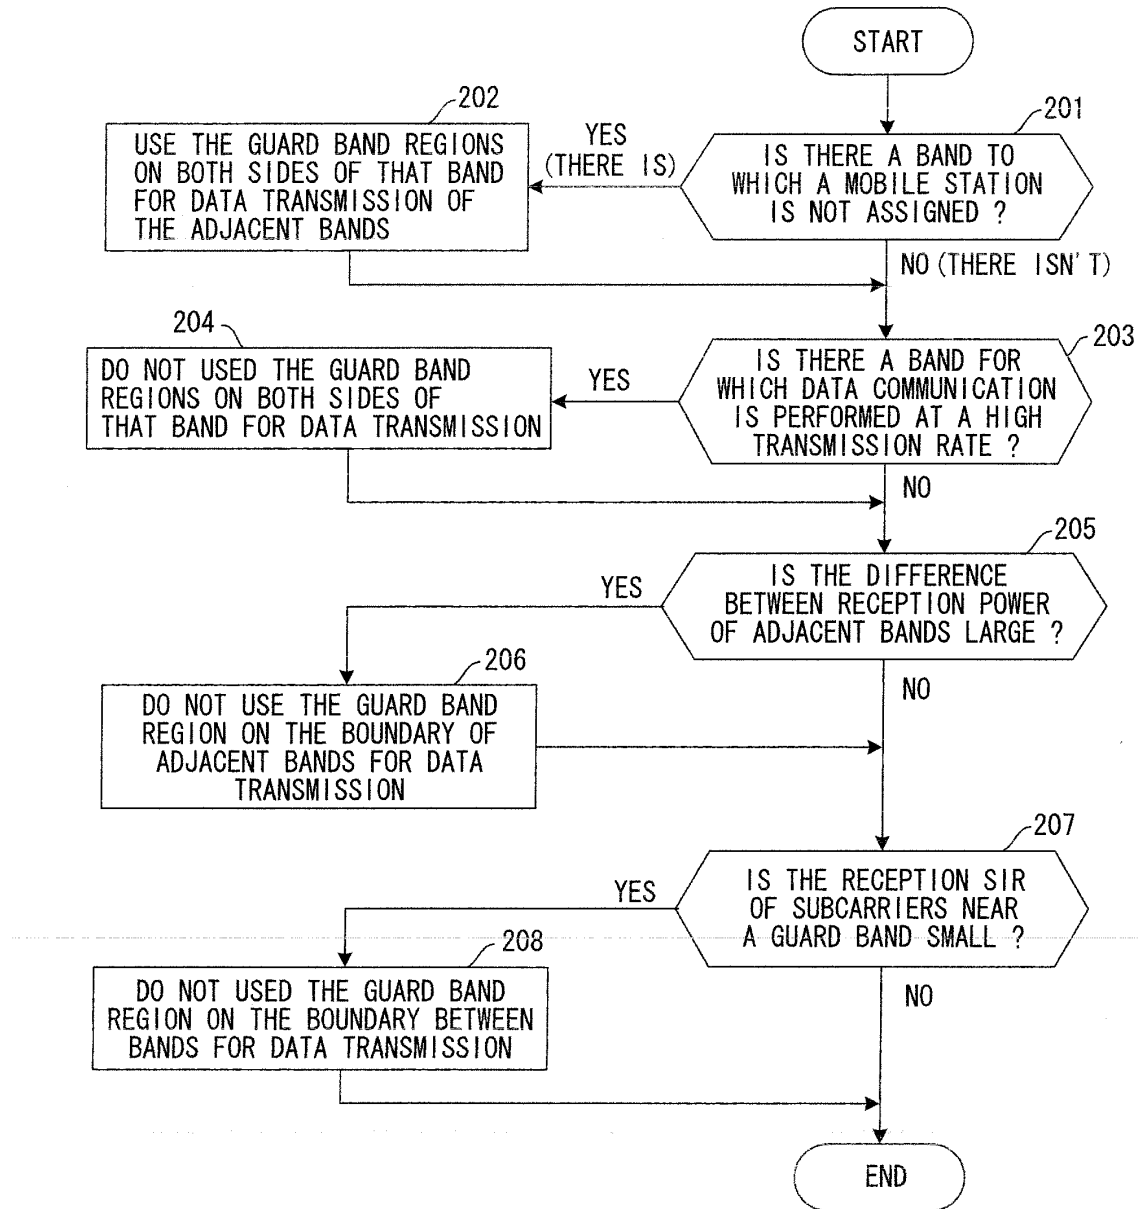 START
201
IS THERE A BAND TO
WHICH A MOBILE STATION
IS NOT ASSIGNED ?
YES
(THERE IS)
202
USE THE GUARD BAND REGIONS
ON BOTH SIDES OF THAT BAND
FOR DATA TRANSMISSION OF
THE ADJACENT BANDS
NO (THERE ISN'T)
203
IS THERE A BAND FOR
WHICH DATA COMMUNICATION
IS PERFORMED AT A HIGH
TRANSMISSION RATE ?
YES
204
DO NOT USED THE GUARD BAND
REGIONS ON BOTH SIDES OF
THAT BAND FOR DATA TRANSMISSION
NO
205
IS THE DIFFERENCE
BETWEEN RECEPTION POWER
OF ADJACENT BANDS LARGE ?
YES
206
DO NOT USE THE GUARD BAND
REGION ON THE BOUNDARY OF
ADJACENT BANDS FOR DATA
TRANSMISSION
NO
207
IS THE RECEPTION SIR
OF SUBCARRIERS NEAR
A GUARD BAND SMALL ?
YES
208
DO NOT USED THE GUARD BAND
REGION ON THE BOUNDARY BETWEEN
BANDS FOR DATA TRANSMISSION
NO
END